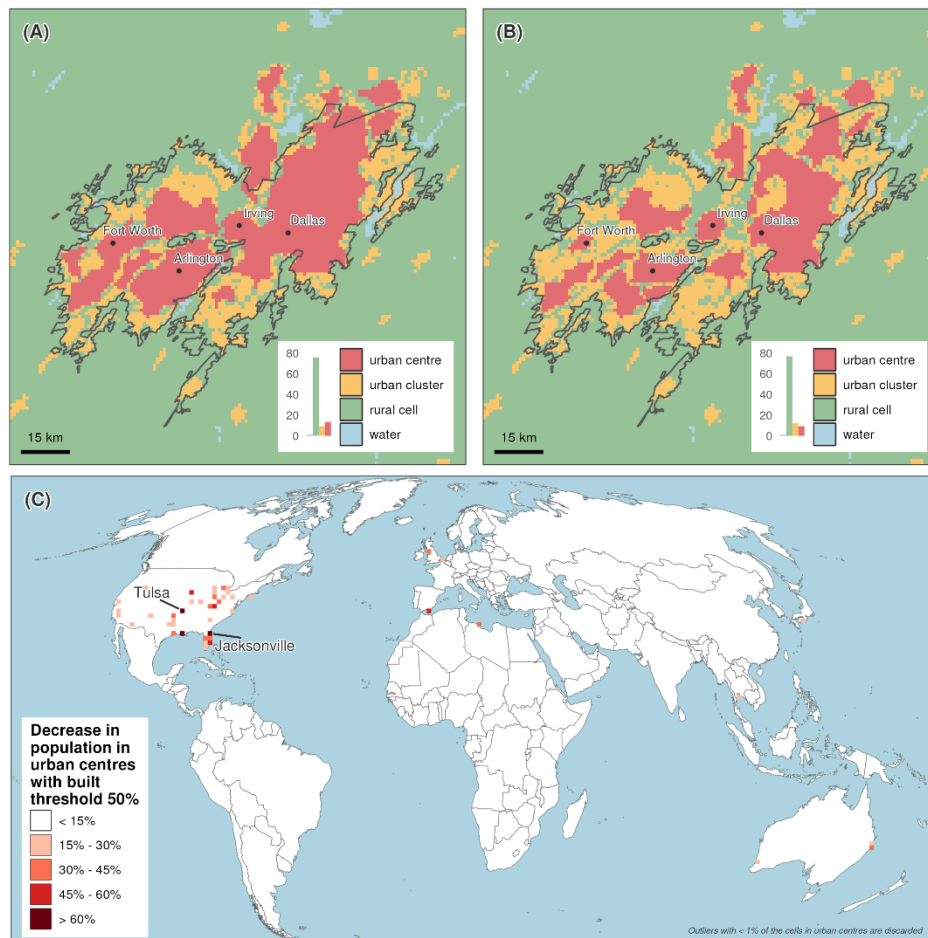 (A)
Irving
Dallas
Fort Worth
Arlington
80
60
40
20
0
urban centre
urban cluster
rural cell
water
15 km
(B)
Irving
Dallas
Fort Worth
Arlington
80
60
40
20
0
urban centre
urban cluster
rural cell
water
15 km
(C)
Tulsa
Jacksonville
Decrease in
population in
urban centres
with built
threshold 50%
< 15%
15% - 30%
30% - 45%
45% - 60%
> 60%
Outliers with < 1% of the cells in urban centres are discarded